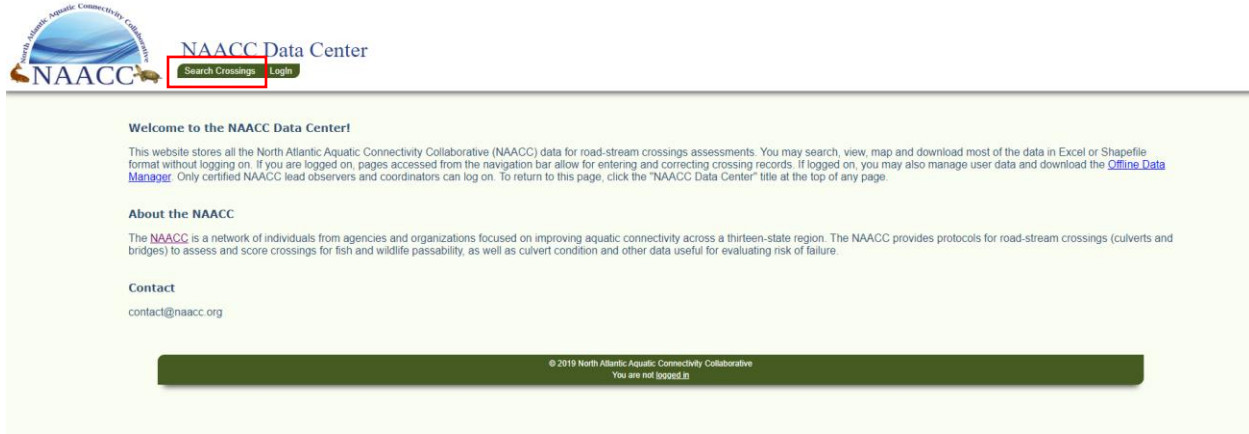 North Atlantic Aquatic Connectivity Collaborative
NAACC
NAACC Data Center
Search Crossings Login
Welcome to the NAACC Data Center!
This website stores all the North Atlantic Aquatic Connectivity Collaborative (NAACC) data for road-stream crossings assessments. You may search, view, map and download most of the data in Excel or Shapefile
format without logging on. If you are logged on, pages accessed from the navigation bar allow for entering and correcting crossing records. If logged on, you may also manage user data and download the Offline Data
Manager. Only certified NAACC lead observers and coordinators can log on. To return to this page, click the "NAACC Data Center" title at the top of any page.
About the NAACC
The NAACC is a network of individuals from agencies and organizations focused on improving aquatic connectivity across a thirteen-state region. The NAACC provides protocols for road-stream crossings (culverts and
bridges) to assess and score crossings for fish and wildlife passability, as well as culvert condition and other data useful for evaluating risk of failure.
Contact
contact@naacc.org
© 2019 North Atlantic Aquatic Connectivity Collaborative
You are not logged in